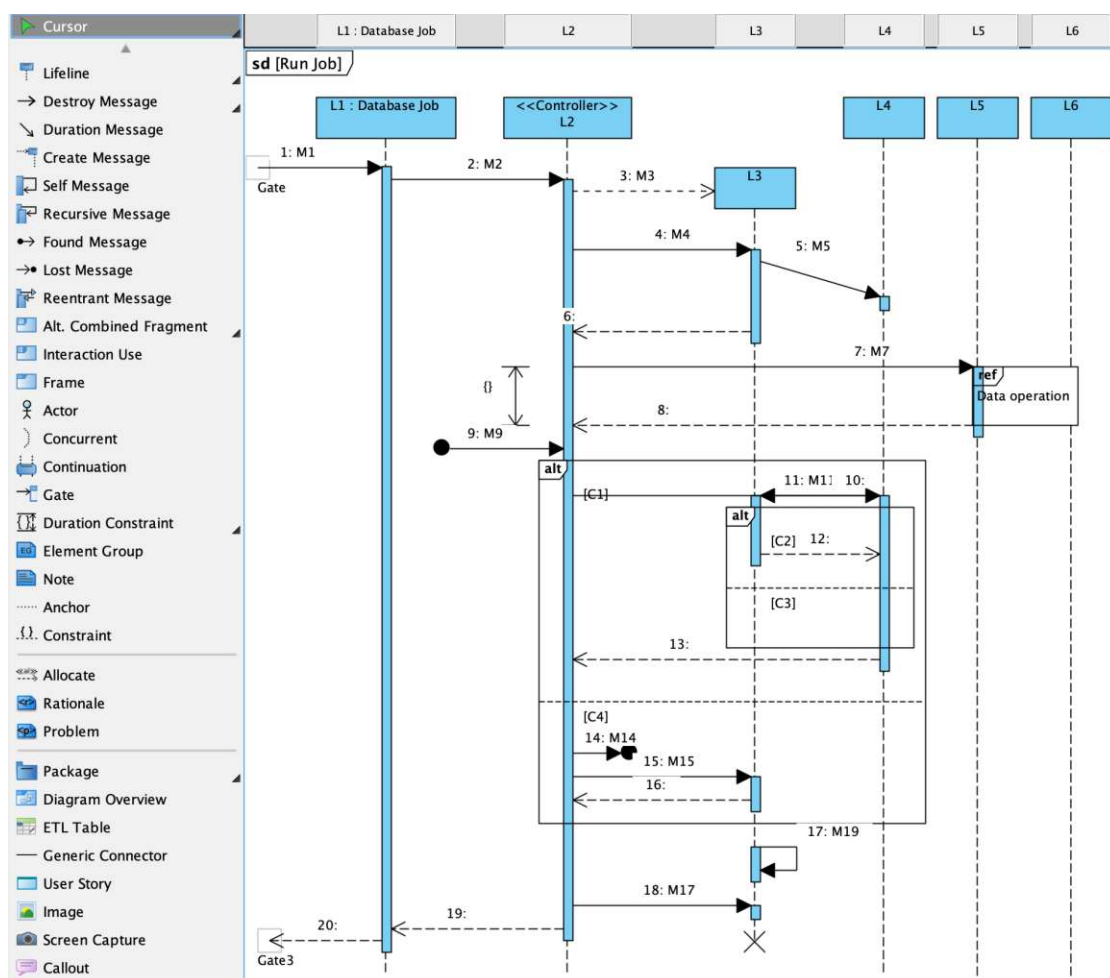 Cursor
Lifeline
Destroy Message
Duration Message
Create Message
Self Message
Recursive Message
Found Message
Lost Message
Reentrant Message
Alt. Combined Fragment
Interaction Use
Frame
Actor
Concurrent
Continuation
Gate
Duration Constraint
Element Group
Note
Anchor
Constraint
Allocate
Rationale
Problem
Package
Diagram Overview
ETL Table
Generic Connector
User Story
Image
Screen Capture
Callout
L1 : Database Job
L2
L3
L4
L5
L6
sd [Run Job]
L1 : Database Job
<<Controller>>
L2
L4
L5
L6
1: M1
Gate
2: M2
3: M3
L3
4: M4
5: M5
6:
7: M7
{}
ref
Data operation
8:
9: M9
alt
[C1]
11: M11
10:
alt
[C2]
12:
[C3]
13:
[C4]
14: M14
15: M15
16:
17: M19
18: M17
19:
20:
Gate3